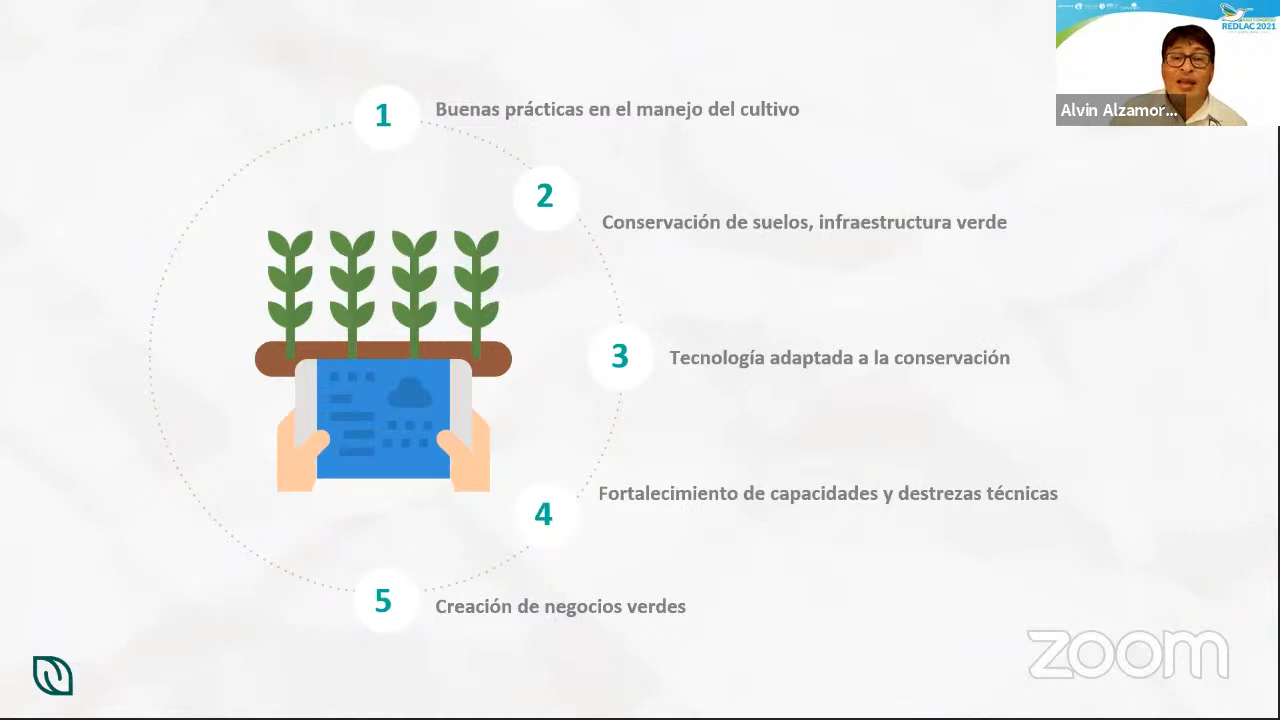 REDLAC 2021
Alvin Alzamor...
1
Buenas prácticas en el manejo del cultivo
2
Conservación de suelos, infraestructura verde
3
Tecnología adaptada a la conservación
4
Fortalecimiento de capacidades y destrezas técnicas
5
Creación de negocios verdes
zoom